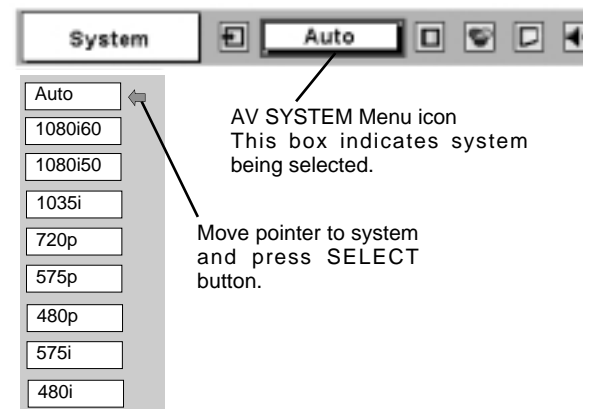 System
Auto
Auto
1080i60
1080i50
1035i
720p
575p
480p
575i
480i
AV SYSTEM Menu icon
This box indicates system
being selected.
Move pointer to system
and press SELECT
button.